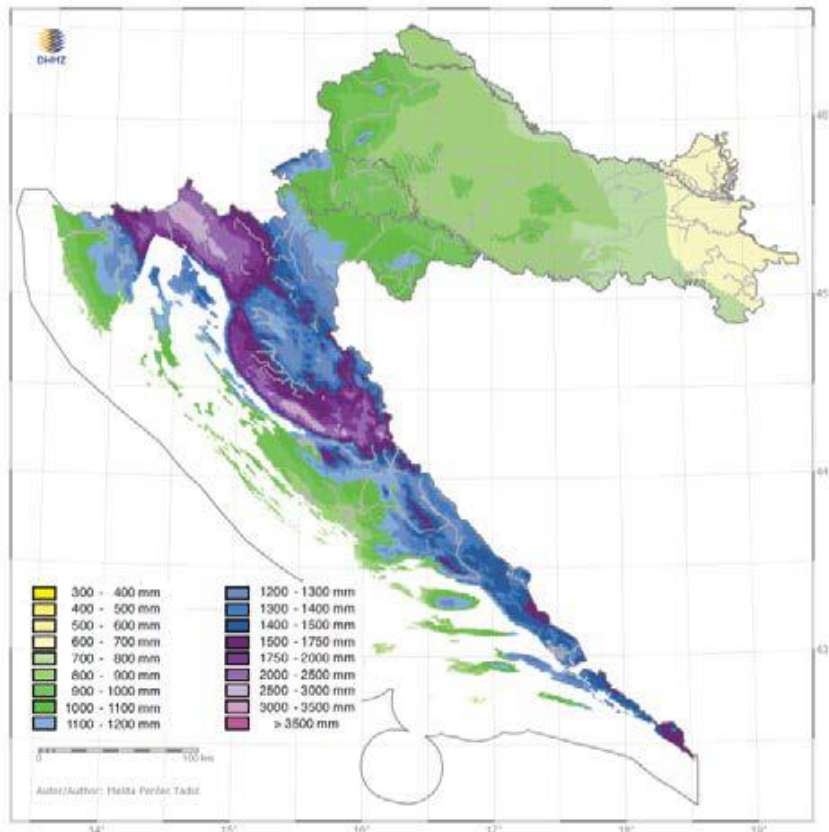 DHMZ
46°
45°
44°
43°
300 - 400 mm
400 - 500 mm
500 - 600 mm
600 - 700 mm
700 - 800 mm
800 - 900 mm
900 - 1000 mm
1000 - 1100 mm
1100 - 1200 mm
1200 - 1300 mm
1300 - 1400 mm
1400 - 1500 mm
1500 - 1750 mm
1750 - 2000 mm
2000 - 2500 mm
2500 - 3000 mm
3000 - 3500 mm
> 3500 mm
0 100 km
Autor/Author: Melita Perčec Tadić
14° 15° 16° 17° 18° 19°